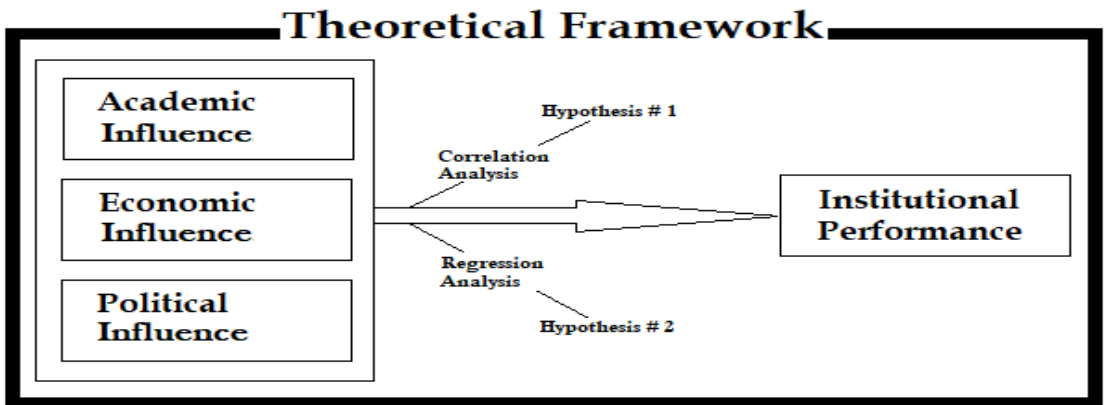 Theoretical Framework
Academic
Influence
Economic
Influence
Political
Influence
Hypothesis # 1
Correlation
Analysis
Regression
Analysis
Hypothesis # 2
Institutional
Performance